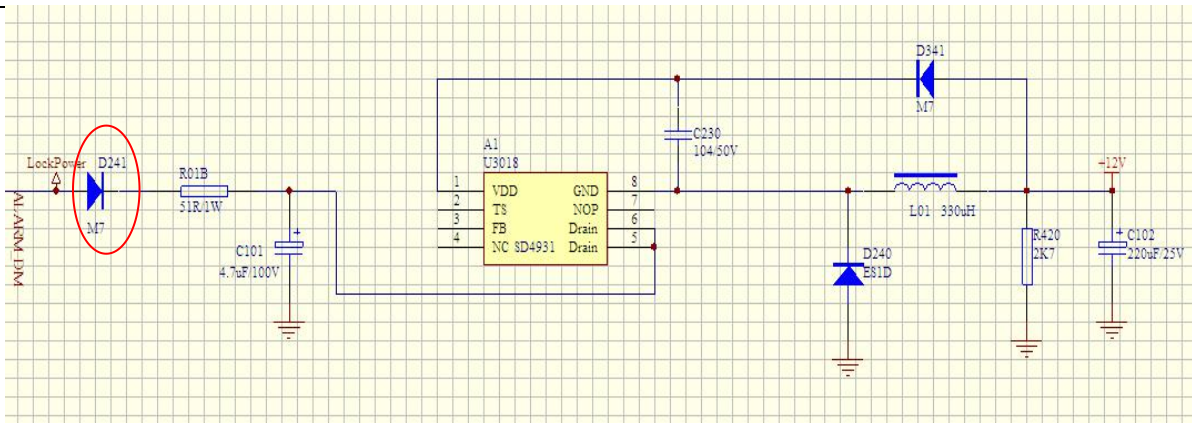 D341
M7
C230
104/50V
A1
U3018
LockPower
D241
R01B
51R/1W
M7
ALARM_DM
1 VDD GND 8
2 TS NOP 7
3 FB Drain 6
4 NC SD4931 Drain 5
+12V
L01 330uH
C101
4.7uF/100V
D240
E81D
R420
2K7
C102
220uF/25V
+
+